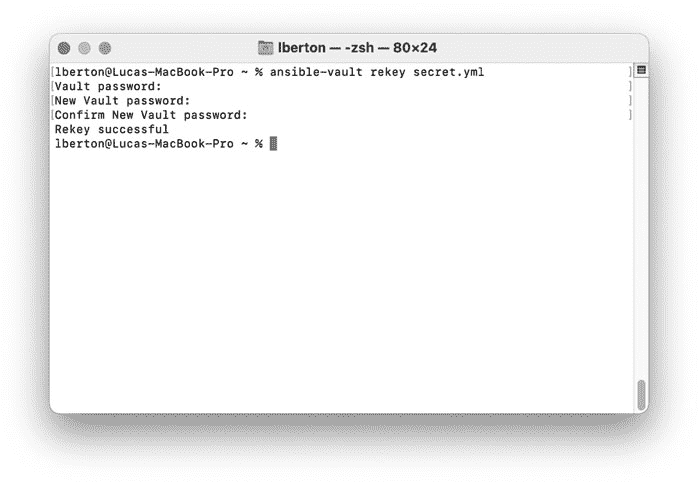 lberton — -zsh — 80×24
[lberton@Lucas-MacBook-Pro ~ % ansible-vault rekey secret.yml ]
[Vault password: ]
[New Vault password: ]
[Confirm New Vault password: ]
Rekey successful
lberton@Lucas-MacBook-Pro ~ %